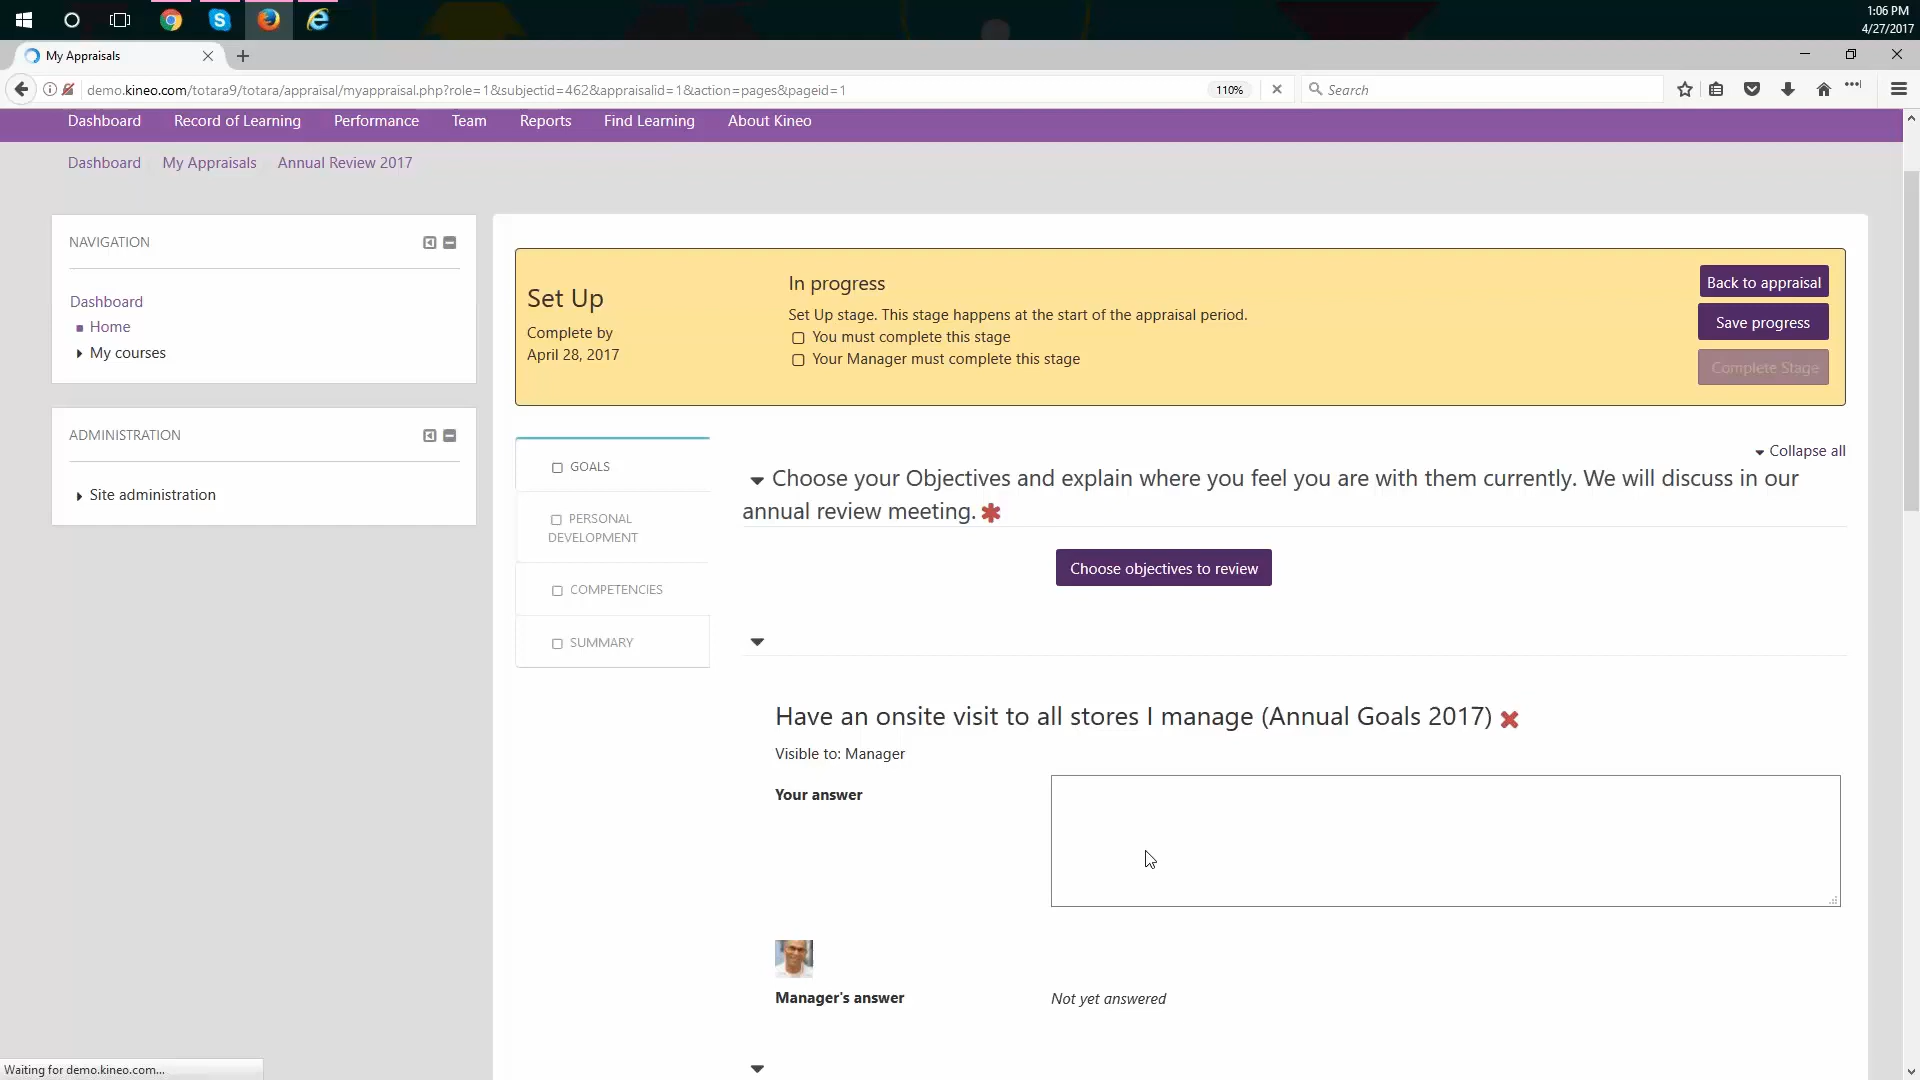 1:06 PM
4/27/2017
My Appraisals
demo.kineo.com/totara9/totara/appraisal/myappraisal.php?role=1&subjectid=462&appraisalid=1&action=pages&pageid=1
110%
Search
Dashboard Record of Learning Performance Team Reports Find Learning About Kineo
Dashboard My Appraisals Annual Review 2017
NAVIGATION
Dashboard
Home
My courses
ADMINISTRATION
Site administration
Set Up
Complete by
April 28, 2017
In progress
Set Up stage. This stage happens at the start of the appraisal period.
You must complete this stage
Your Manager must complete this stage
Back to appraisal
Save progress
Complete Stage
GOALS
PERSONAL
DEVELOPMENT
COMPETENCIES
SUMMARY
Collapse all
Choose your Objectives and explain where you feel you are with them currently. We will discuss in our
annual review meeting.
Choose objectives to review
Have an onsite visit to all stores I manage (Annual Goals 2017)
Visible to: Manager
Your answer
Manager's answer
Not yet answered
Waiting for demo.kineo.com...